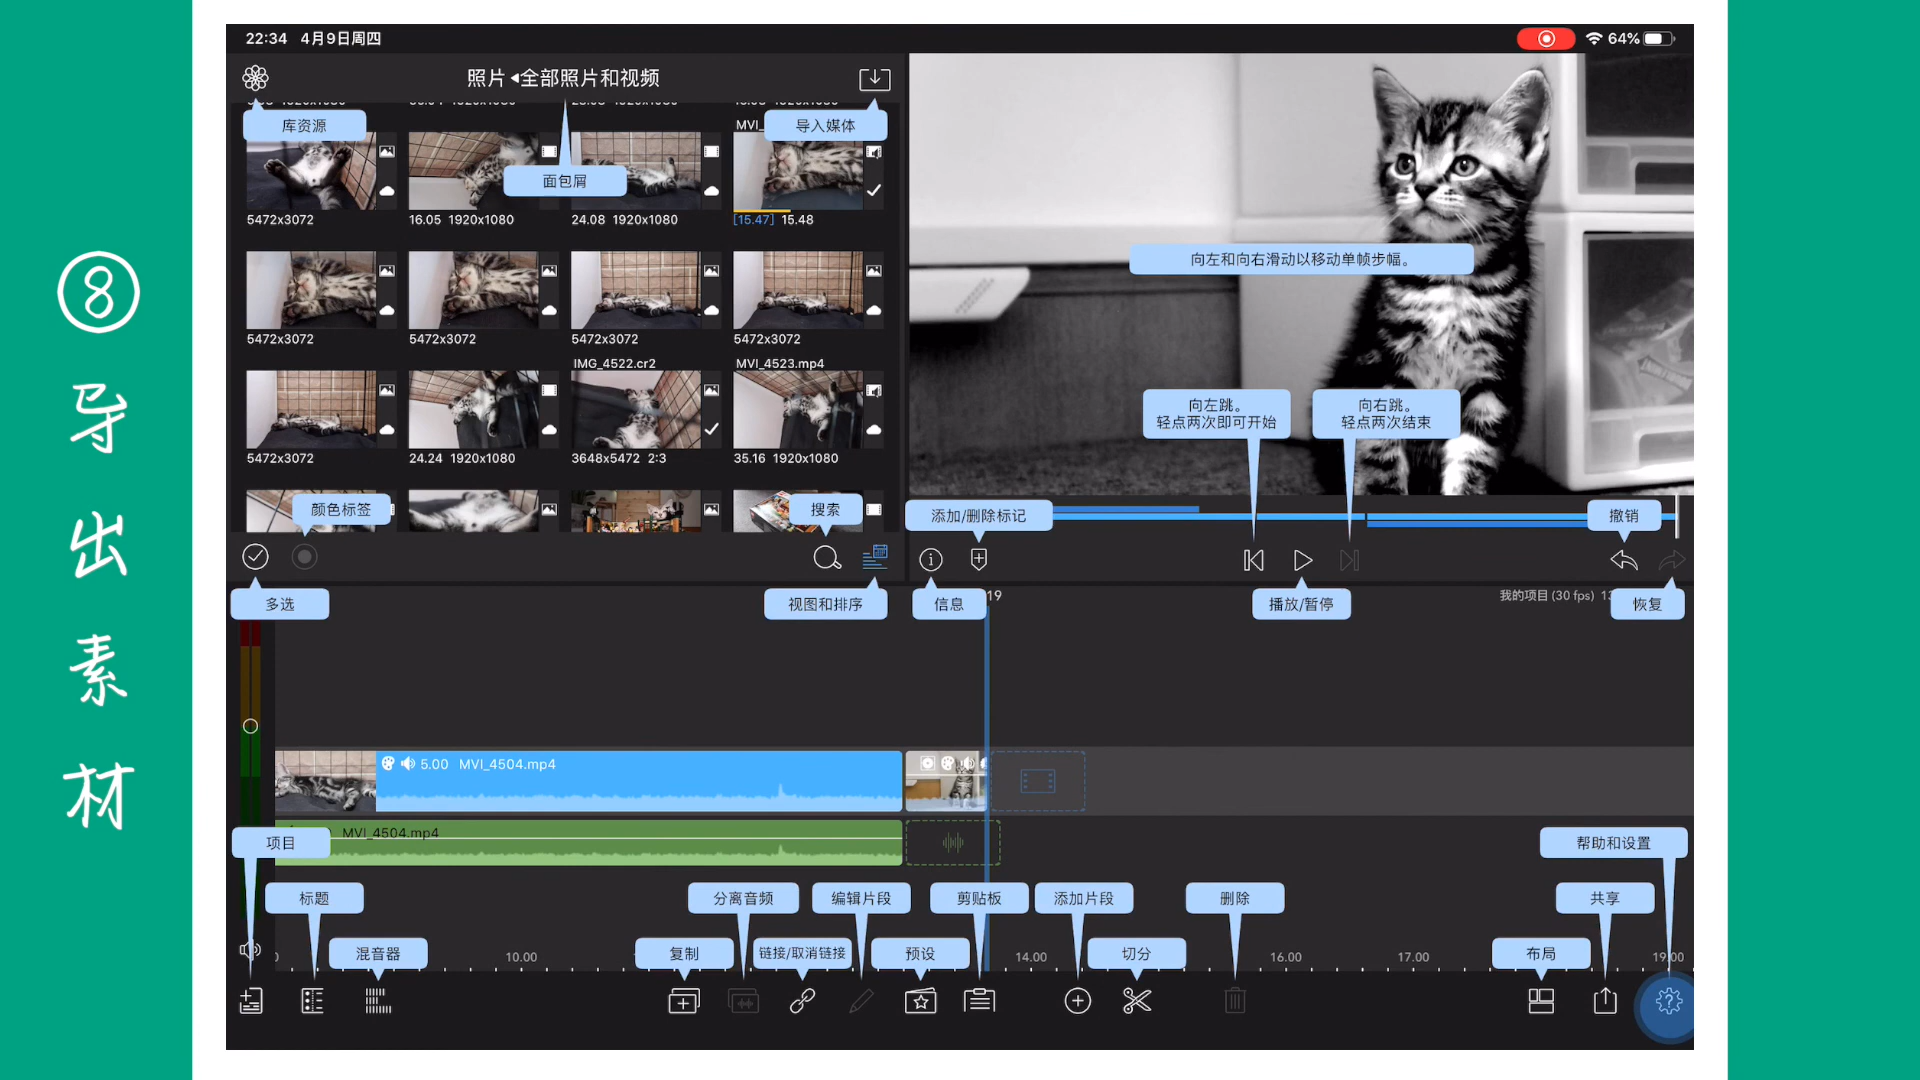 ⑧
导
出
素
材
22:34 4月9日周四
64%
照片◂全部照片和视频
库资源
导入媒体
面包屑
MVI_
5472x3072
16.05 1920x1080
24.08 1920x1080
[15.47] 15.48
5472x3072
5472x3072
5472x3072
5472x3072
IMG_4522.cr2
MVI_4523.mp4
5472x3072
24.24 1920x1080
3648x5472 2:3
35.16 1920x1080
颜色标签
搜索
多选
视图和排序
向左和向右滑动以移动单帧步幅。
向左跳。
轻点两次即可开始
向右跳。
轻点两次结束
添加/删除标记
撤销
信息
19
播放/暂停
我的项目 (30 fps)
恢复
5.00 MVI_4504.mp4
MVI_4504.mp4
项目
帮助和设置
标题
分离音频
编辑片段
剪贴板
添加片段
删除
共享
混音器
复制
链接/取消链接
预设
切分
布局
10.00
14.00
16.00
17.00
19.00